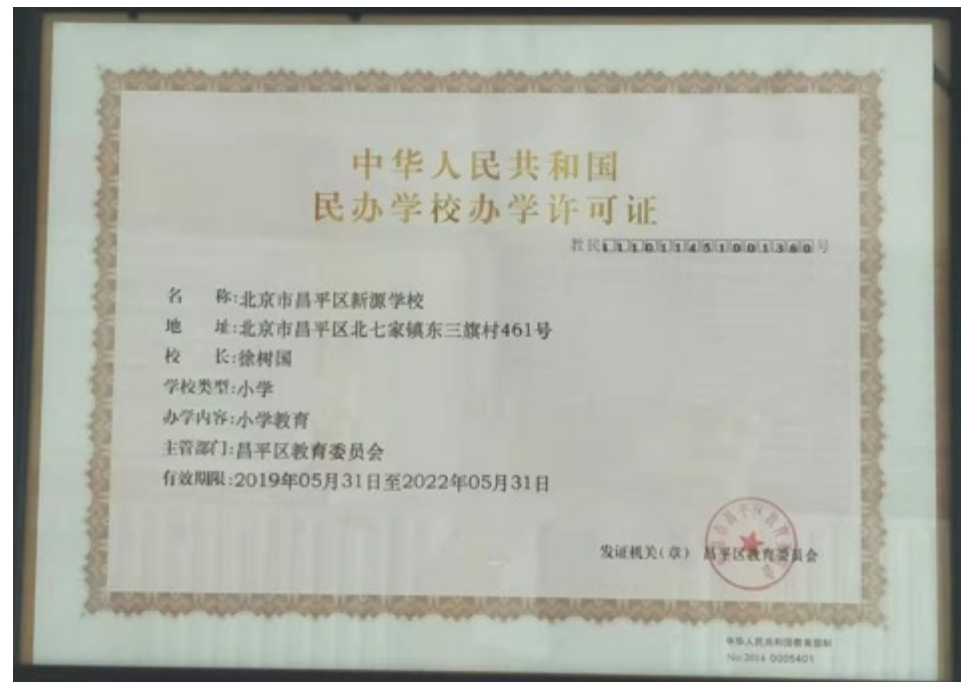 中华人民共和国
民办学校办学许可证
教民111011451001360号
名 称:北京市昌平区新源学校
地 址:北京市昌平区北七家镇东三旗村461号
校 长:徐树国
学校类型:小学
办学内容:小学教育
主管部门:昌平区教育委员会
有效期限:2019年05月31日至2022年05月31日
发证机关(章) 昌平区教育委员会
中华人民共和国教育部制
No.2014 0005401